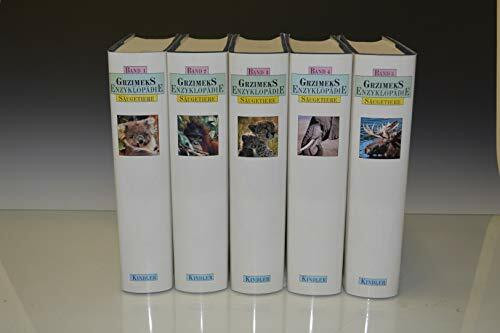 BAND 1
GRZIMEKS
ENZYKLOPÄDIE
SÄUGETIERE
KINDLER
BAND 2
GRZIMEKS
ENZYKLOPÄDIE
SÄUGETIERE
KINDLER
BAND 3
GRZIMEKS
ENZYKLOPÄDIE
SÄUGETIERE
KINDLER
BAND 4
GRZIMEKS
ENZYKLOPÄDIE
SÄUGETIERE
KINDLER
BAND 5
GRZIMEKS
ENZYKLOPÄDIE
SÄUGETIERE
KINDLER